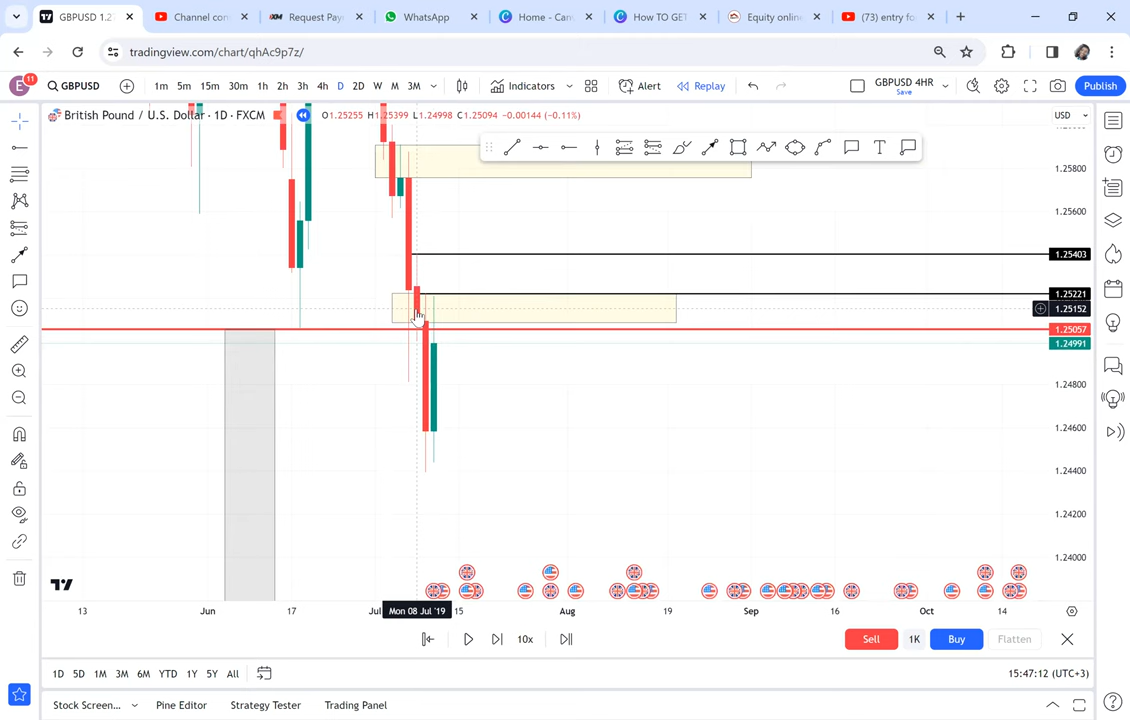 GBPUSD 1.2
Channel con
XM Request Pay
WhatsApp
Home - Can
How TO GET
Equity online
(73) entry fo
tradingview.com/chart/qhAc9p7z/
E
11
GBPUSD
1m 5m 15m 30m 1h 2h 3h 4h D 2D W M 3M
Indicators
Alert
Replay
GBPUSD 4HR
Save
Publish
British Pound / U.S. Dollar · 1D · FXCM
O1.25255 H1.25399 L1.24998 C1.25094 −0.00144 (−0.11%)
USD
T
1.25800
1.25600
1.25403
1.25221
1.25152
1.25057
1.24991
1.24800
1.24600
1.24400
1.24200
1.24000
13 Jun 17 Jul Mon 08 Jul '19 15 Aug 19 Sep 16 Oct 14
10x
Sell
1K
Buy
Flatten
1D 5D 1M 3M 6M YTD 1Y 5Y All
15:47:12 (UTC+3)
Stock Screen...
Pine Editor
Strategy Tester
Trading Panel